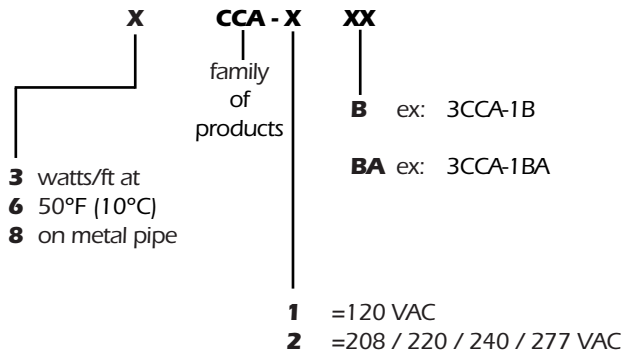 X CCA - X XX
family
of
products
B ex: 3CCA-1B
BA ex: 3CCA-1BA
3 watts/ft at
6 50°F (10°C)
8 on metal pipe
1 =120 VAC
2 =208 / 220 / 240 / 277 VAC